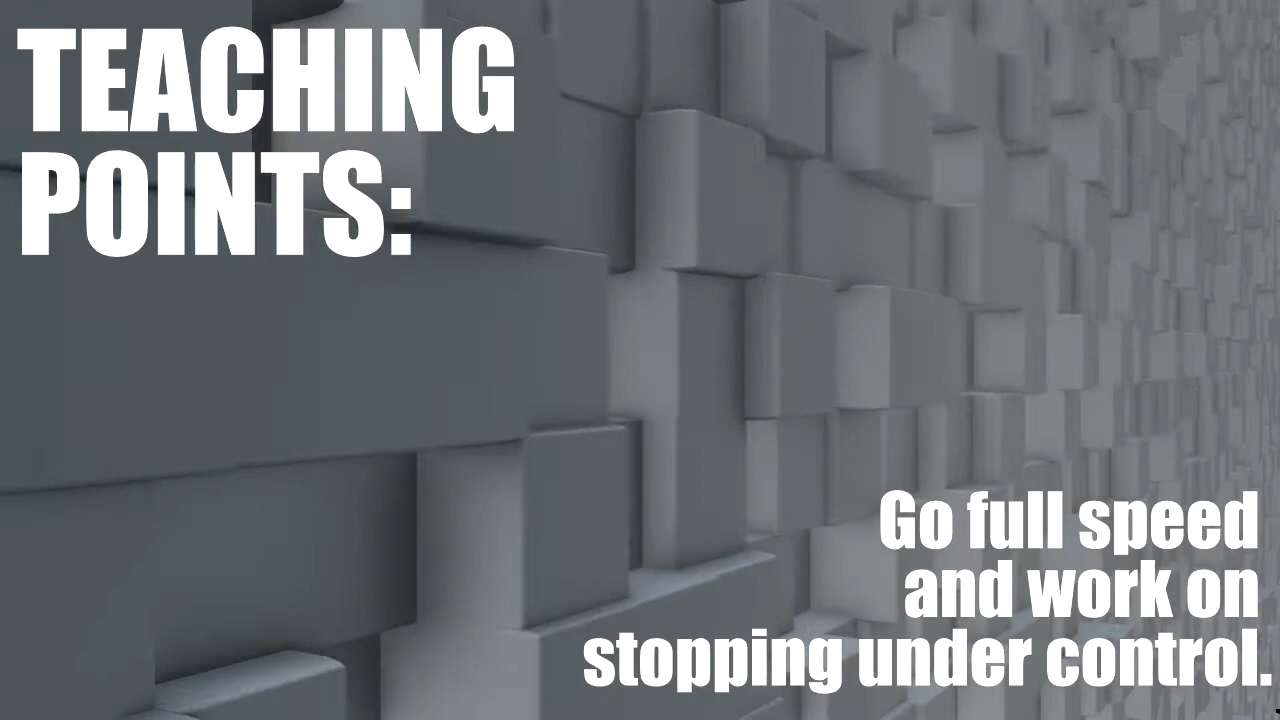 TEACHING
POINTS:
Go full speed
and work on
stopping under control.